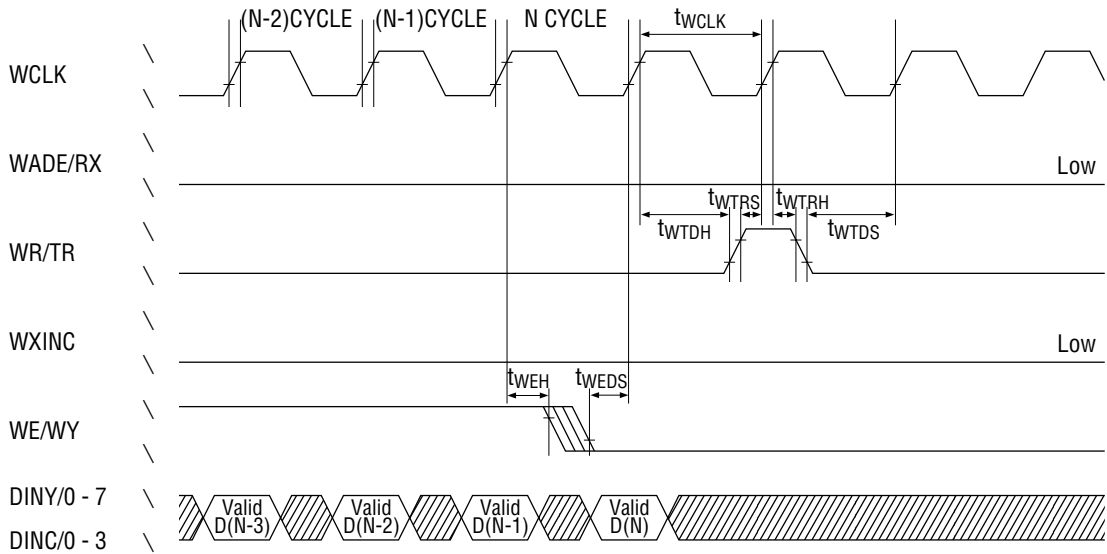 (N-2)CYCLE (N-1)CYCLE N CYCLE tWCLK
WCLK
WADE/RX Low
tWTRS tWTRH
tWTDH tWTDS
WR/TR
WXINC Low
tWEH tWEDS
WE/WY
DINY/0 - 7
Valid D(N-3) Valid D(N-2) Valid D(N-1) Valid D(N)
DINC/0 - 3